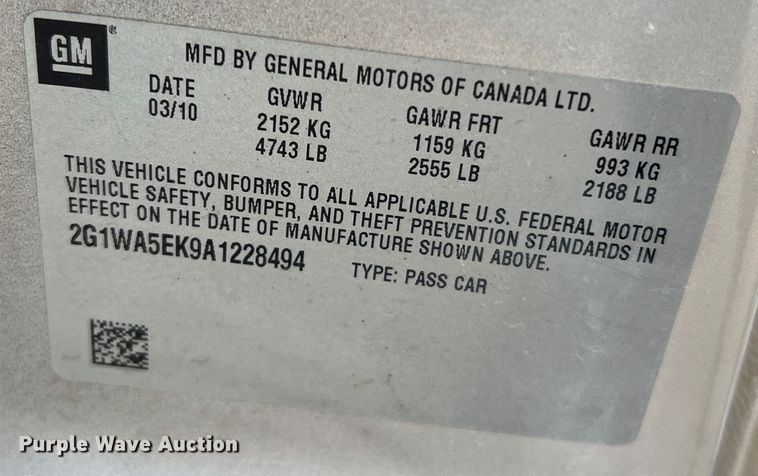 GM®
MFD BY GENERAL MOTORS OF CANADA LTD.
DATE GVWR GAWR FRT GAWR RR
03/10 2152 KG 1159 KG 993 KG
4743 LB 2555 LB 2188 LB
THIS VEHICLE CONFORMS TO ALL APPLICABLE U.S. FEDERAL MOTOR
VEHICLE SAFETY, BUMPER, AND THEFT PREVENTION STANDARDS IN
EFFECT ON THE DATE OF MANUFACTURE SHOWN ABOVE.
2G1WA5EK9A1228494 TYPE: PASS CAR
Purple Wave Auction